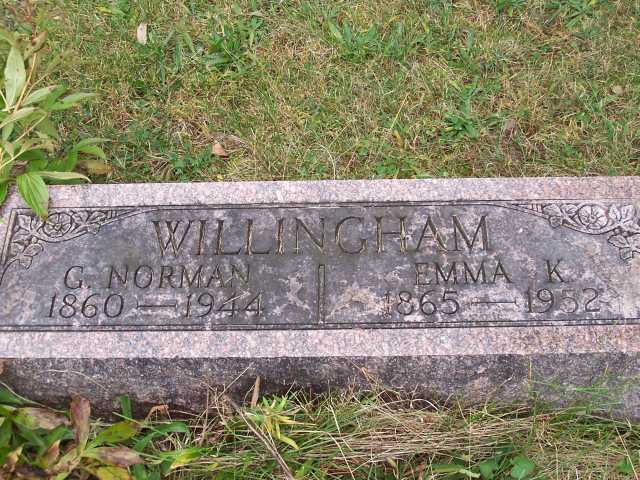 WILLINGHAM
G. NORMAN
1860 — 1944
EMMA K.
1865 — 1952